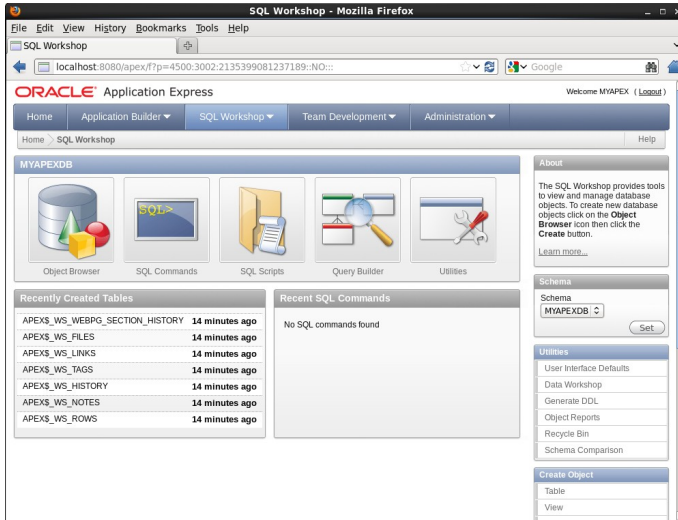 SQL Workshop - Mozilla Firefox
File Edit View History Bookmarks Tools Help
SQL Workshop
localhost:8080/apex/f?p=4500:3002:2135399081237189::NO:::
Google
ORACLE Application Express
Welcome MYAPEX ( Logout )
Home Application Builder SQL Workshop Team Development Administration
Home SQL Workshop
Help
MYAPEXDB
SQL>
Object Browser SQL Commands SQL Scripts Query Builder Utilities
Recently Created Tables
APEX$_WS_WEBPG_SECTION_HISTORY 14 minutes ago
APEX$_WS_FILES 14 minutes ago
APEX$_WS_LINKS 14 minutes ago
APEX$_WS_TAGS 14 minutes ago
APEX$_WS_HISTORY 14 minutes ago
APEX$_WS_NOTES 14 minutes ago
APEX$_WS_ROWS 14 minutes ago
Recent SQL Commands
No SQL commands found
About
The SQL Workshop provides tools
to view and manage database
objects. To create new database
objects click on the Object
Browser icon then click the
Create button.
Learn more...
Schema
Schema
MYAPEXDB
Set
Utilities
User Interface Defaults
Data Workshop
Generate DDL
Object Reports
Recycle Bin
Schema Comparison
Create Object
Table
View